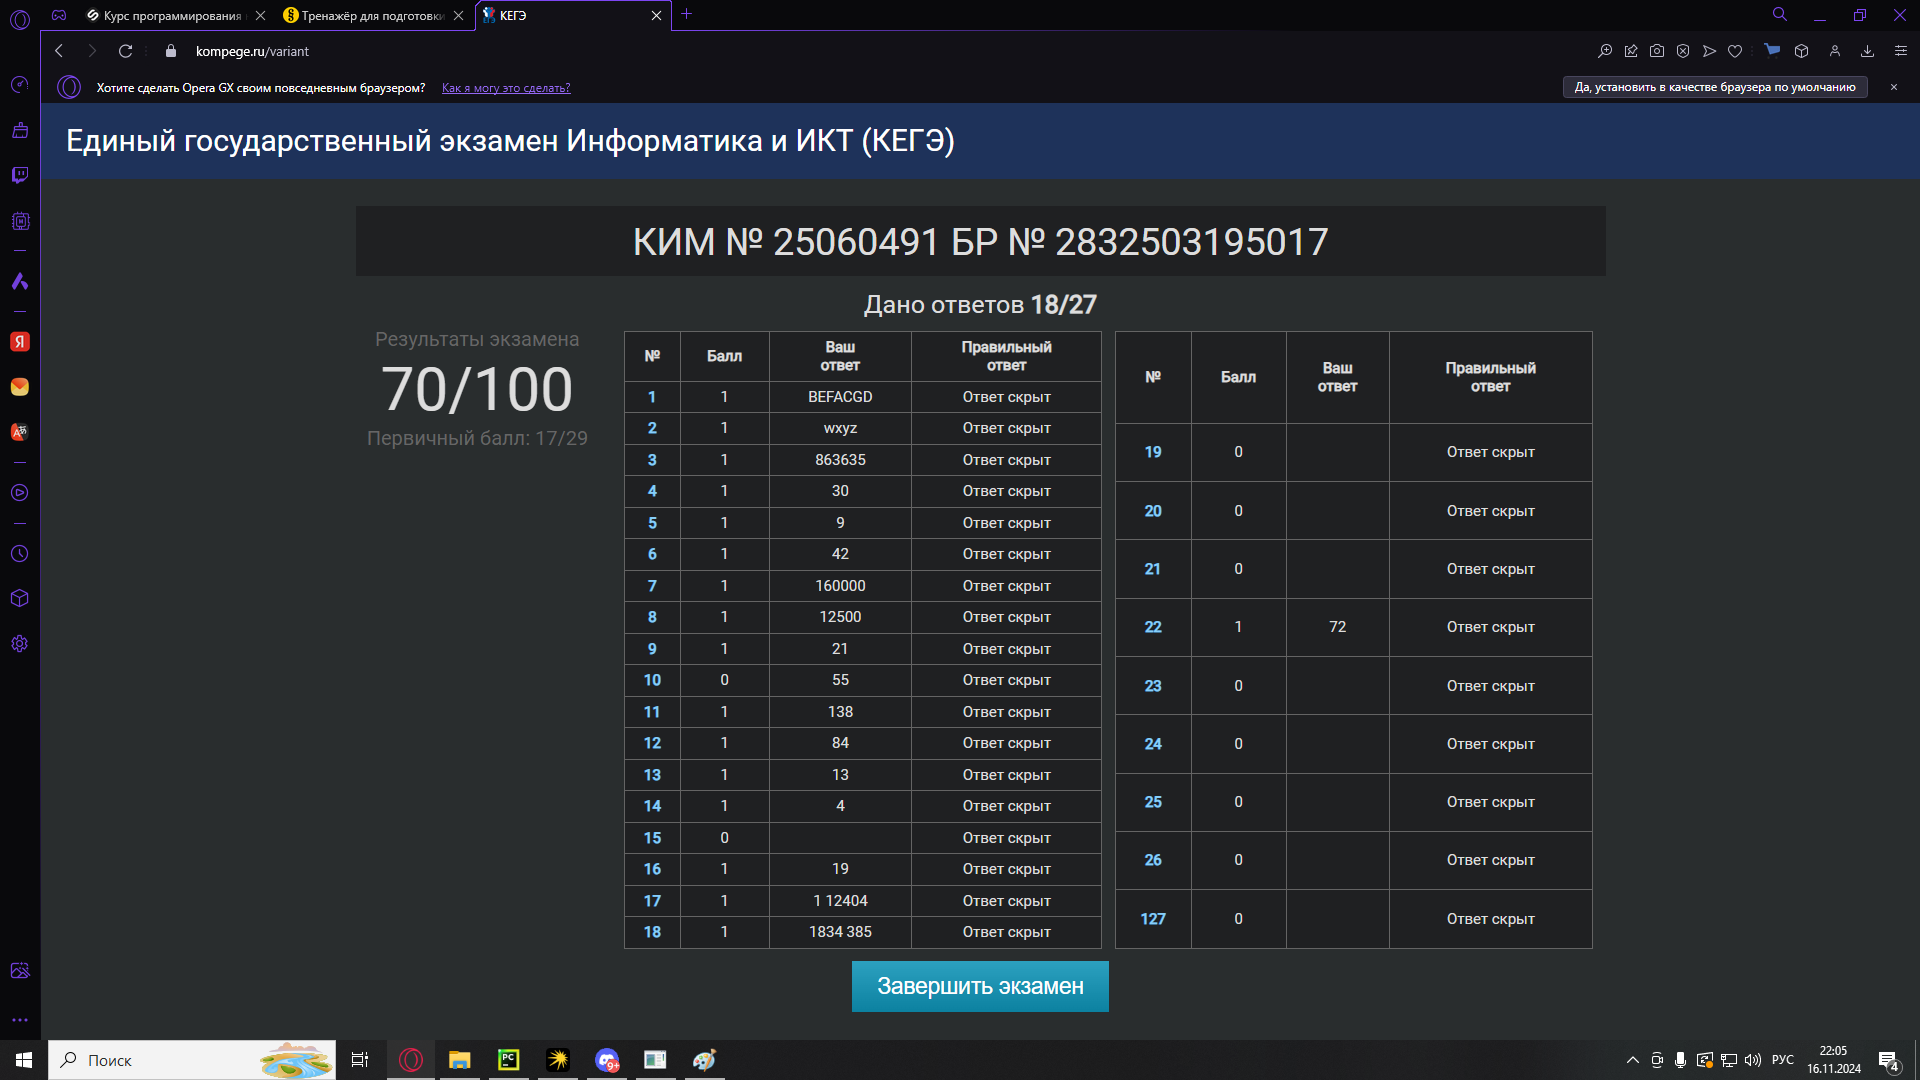 Курс программирования
Тренажёр для подготовки
КЕГЭ
kompege.ru/variant
Хотите сделать Opera GX своим повседневным браузером? Как я могу это сделать? Да, установить в качестве браузера по умолчанию
Единый государственный экзамен Информатика и ИКТ (КЕГЭ)
КИМ № 25060491 БР № 2832503195017
Дано ответов 18/27
Результаты экзамена
70/100
Первичный балл: 17/29
№ Балл Ваш ответ Правильный ответ
1 1 BEFACGD Ответ скрыт
2 1 wxyz Ответ скрыт
3 1 863635 Ответ скрыт
4 1 30 Ответ скрыт
5 1 9 Ответ скрыт
6 1 42 Ответ скрыт
7 1 160000 Ответ скрыт
8 1 12500 Ответ скрыт
9 1 21 Ответ скрыт
10 0 55 Ответ скрыт
11 1 138 Ответ скрыт
12 1 84 Ответ скрыт
13 1 13 Ответ скрыт
14 1 4 Ответ скрыт
15 0 Ответ скрыт
16 1 19 Ответ скрыт
17 1 1 12404 Ответ скрыт
18 1 1834 385 Ответ скрыт
№ Балл Ваш ответ Правильный ответ
19 0 Ответ скрыт
20 0 Ответ скрыт
21 0 Ответ скрыт
22 1 72 Ответ скрыт
23 0 Ответ скрыт
24 0 Ответ скрыт
25 0 Ответ скрыт
26 0 Ответ скрыт
127 0 Ответ скрыт
Завершить экзамен
Поиск
PC
9+
РУС
22:05
16.11.2024
4